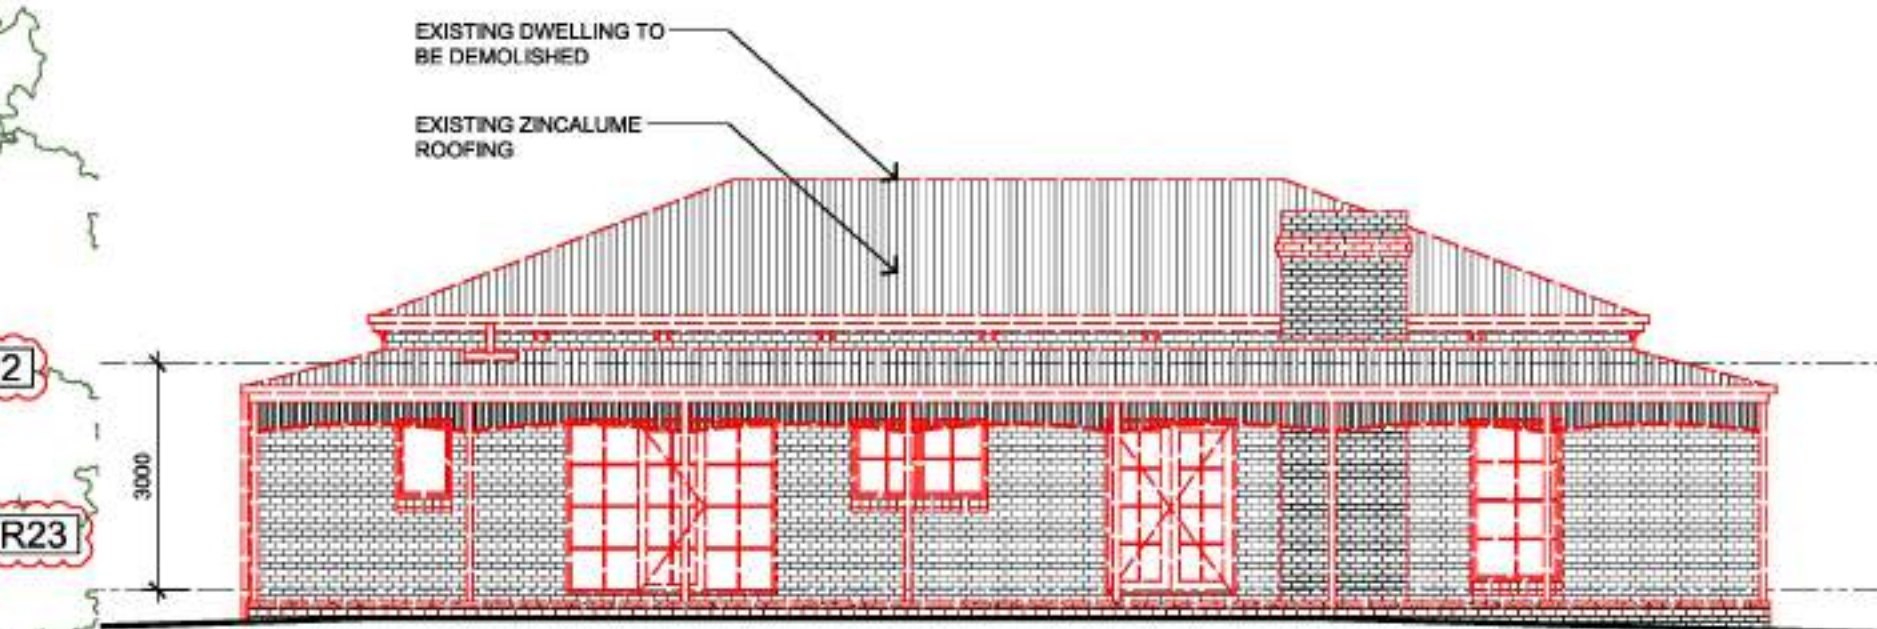 EXISTING DWELLING TO
BE DEMOLISHED
EXISTING ZINCALUME
ROOFING
2
3000
R23